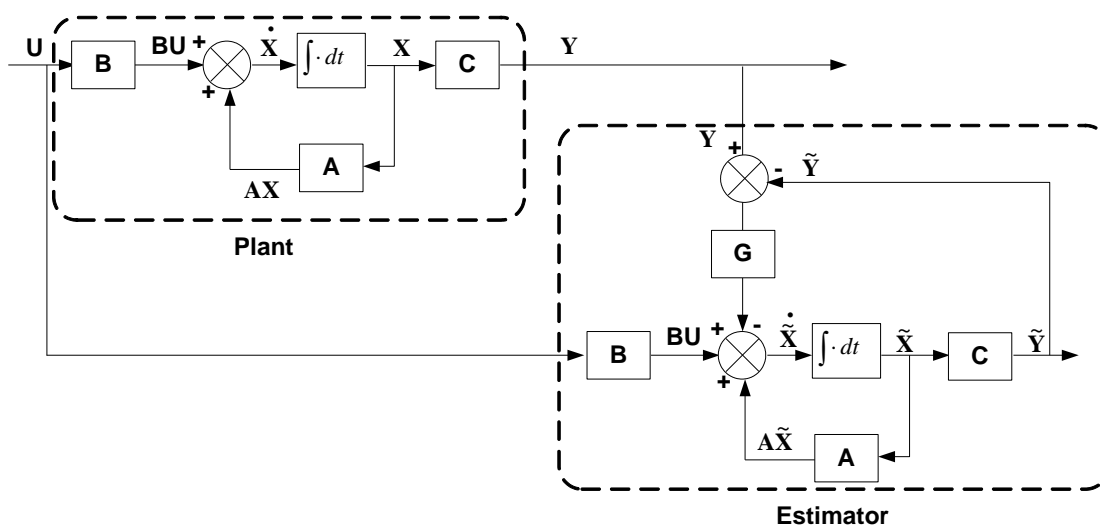 U
B
BU
+
+
Ẋ
∫·dt
X
C
Y
A
AX
Plant
Y
+
-
Ỹ
G
B
BU
+
-
+
Ẋ̃
∫·dt
X̃
C
Ỹ
A
AX̃
Estimator